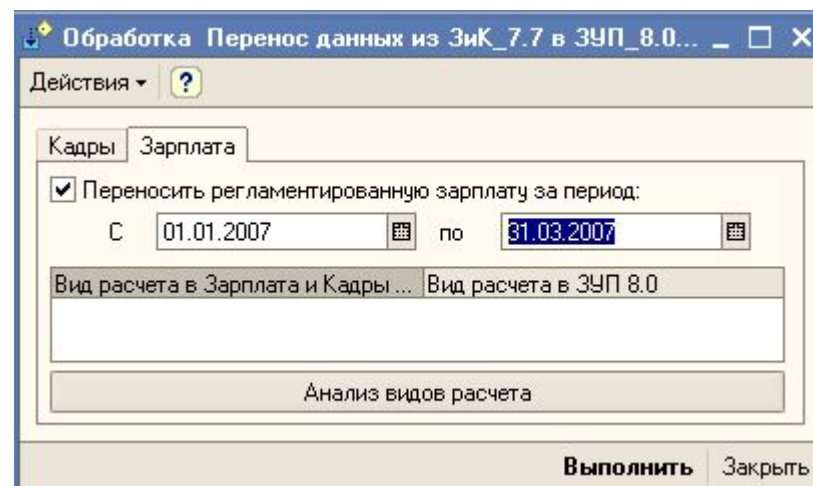 Обработка Перенос данных из ЗиК_7.7 в ЗУП_8.0...
Действия ?
Кадры Зарплата
Переносить регламентированную зарплату за период:
С 01.01.2007 по 31.03.2007
Вид расчета в Зарплата и Кадры ... Вид расчета в ЗУП 8.0
Анализ видов расчета
Выполнить Закрыть